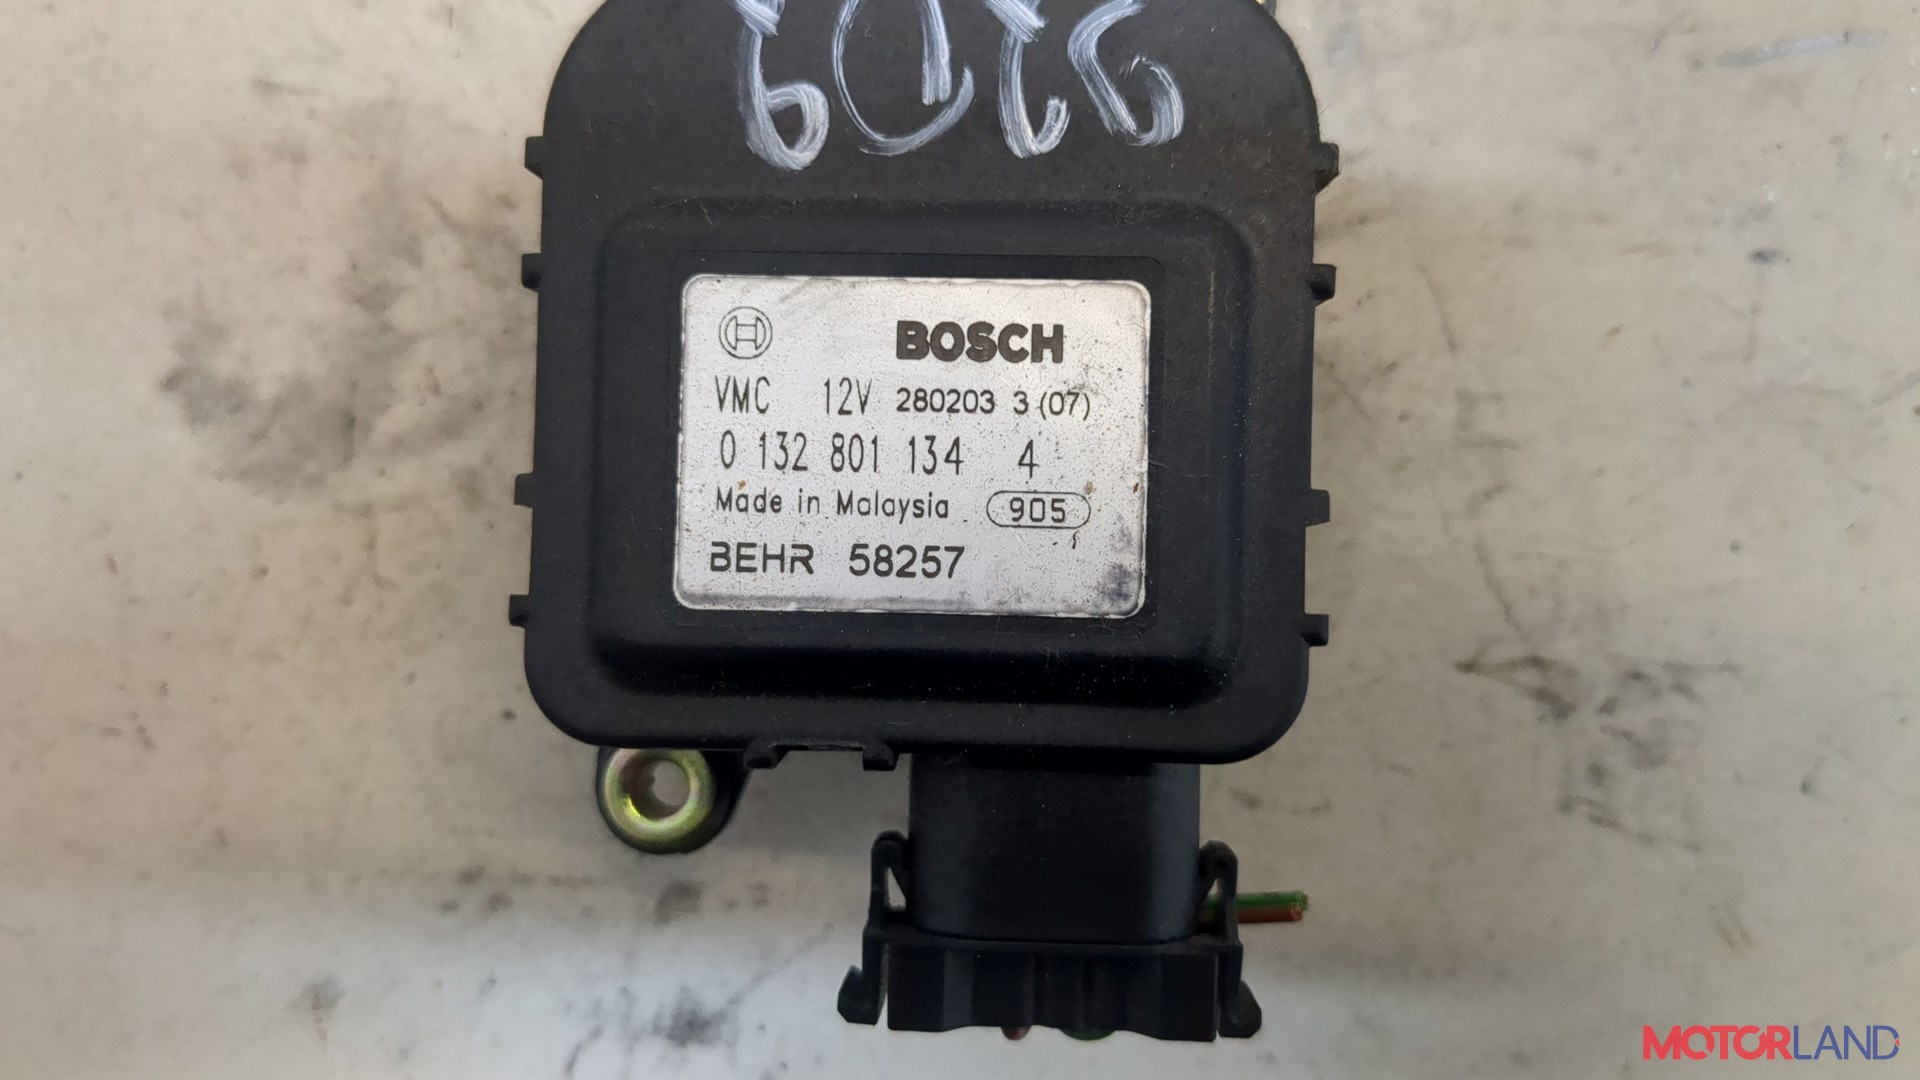 BOSCH
VMC 12V 280203 3 (07)
0 132 801 134 4
Made in Malaysia 905
BEHR 58257
MOTORLAND